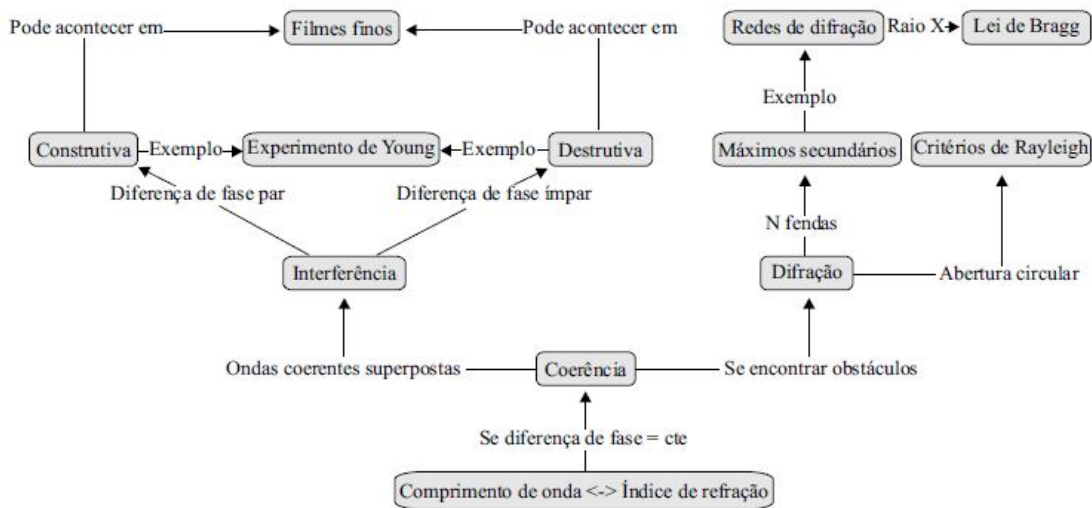 Pode acontecer em
Filmes finos
Pode acontecer em
Redes de difração
Raio X
Lei de Bragg
Exemplo
Construtiva
Exemplo
Experimento de Young
Exemplo
Destrutiva
Máximos secundários
Critérios de Rayleigh
Diferença de fase par
Diferença de fase ímpar
N fendas
Interferência
Difração
Abertura circular
Ondas coerentes superpostas
Coerência
Se encontrar obstáculos
Se diferença de fase = cte
Comprimento de onda <-> Índice de refração